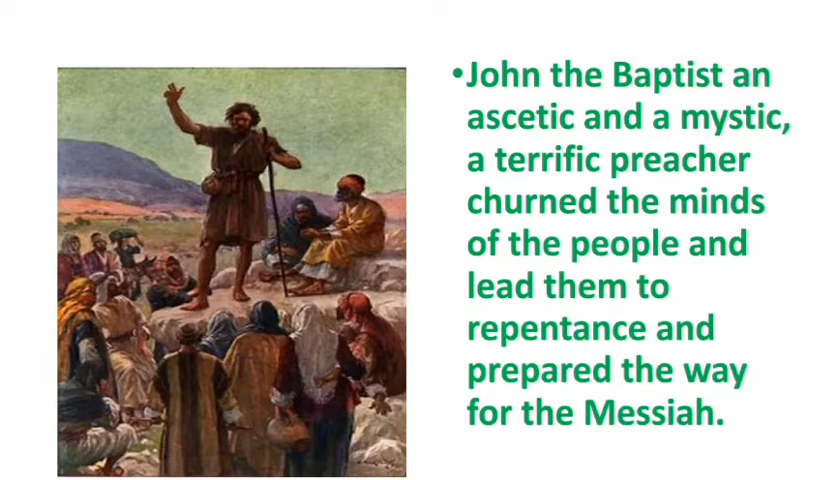 •John the Baptist an
ascetic and a mystic,
a terrific preacher
churned the minds
of the people and
lead them to
repentance and
prepared the way
for the Messiah.